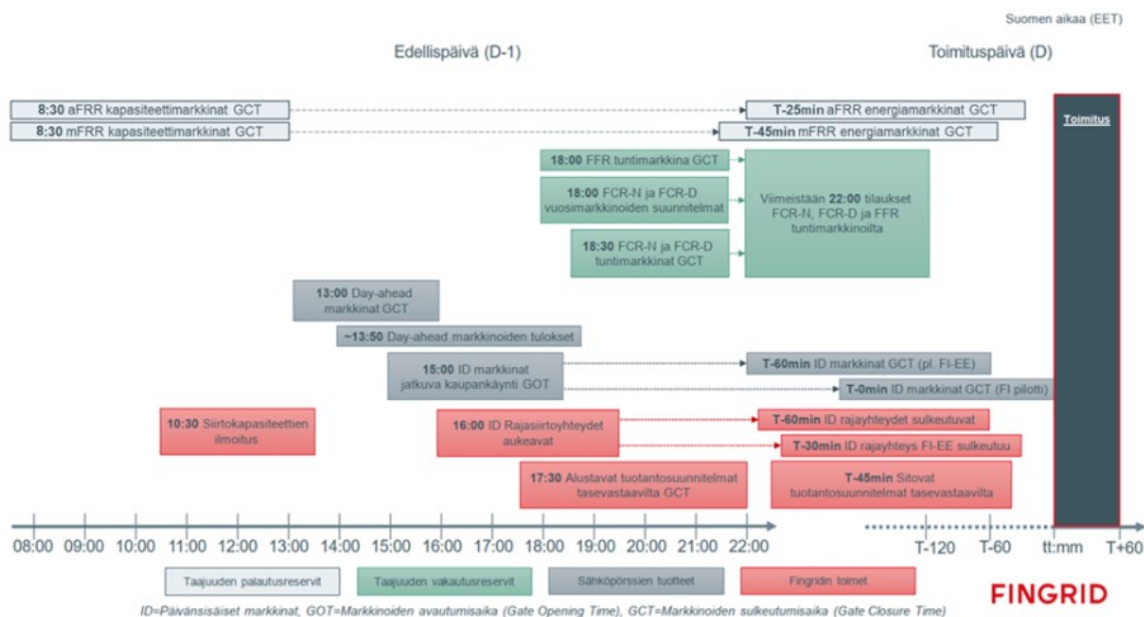 Suomen aikaa (EET)
Edellispäivä (D-1)
Toimituspäivä (D)
8:30 aFRR kapasiteettimarkkinat GCT
T-25min aFRR energiamarkkinat GCT
8:30 mFRR kapasiteettimarkkinat GCT
T-45min mFRR energiamarkkinat GCT
Toimitus
18:00 FFR tuntimarkkina GCT
18:00 FCR-N ja FCR-D
vuosimarkkinoiden suunnitelmat
18:30 FCR-N ja FCR-D
tuntimarkkinat GCT
Viimeistään 22:00 tilaukset
FCR-N, FCR-D ja FFR
tuntimarkkinoilta
13:00 Day-ahead
markkinat GCT
~13:50 Day-ahead markkinoiden tulokset
15:00 ID markkinat
jatkuva kaupankäynti GOT
T-60min ID markkinat GCT (pl. FI-EE)
T-0min ID markkinat GCT (FI pilotti)
10:30 Siirtokapasiteettien
ilmoitus
16:00 ID Rajasiirtoyhteydet
aukeavat
T-60min ID rajayhteydet sulkeutuvat
T-30min ID rajayhteys FI-EE sulkeutuu
17:30 Alustavat tuotantosuunnitelmat
tasevastaavilta GCT
T-45min Sitovat
tuotantosuunnitelmat tasevastaavilta
08:00 09:00 10:00 11:00 12:00 13:00 14:00 15:00 16:00 17:00 18:00 19:00 20:00 21:00 22:00 T-120 T-60 tt:mm T+60
Taajuuden palautusreservit
Taajuuden vakautusreservit
Sähköpörssien tuotteet
Fingridin toimet
FINGRID
ID=Päivänsisäiset markkinat, GOT=Markkinoiden avautumisaika (Gate Opening Time), GCT=Markkinoiden sulkeutumisaika (Gate Closure Time)